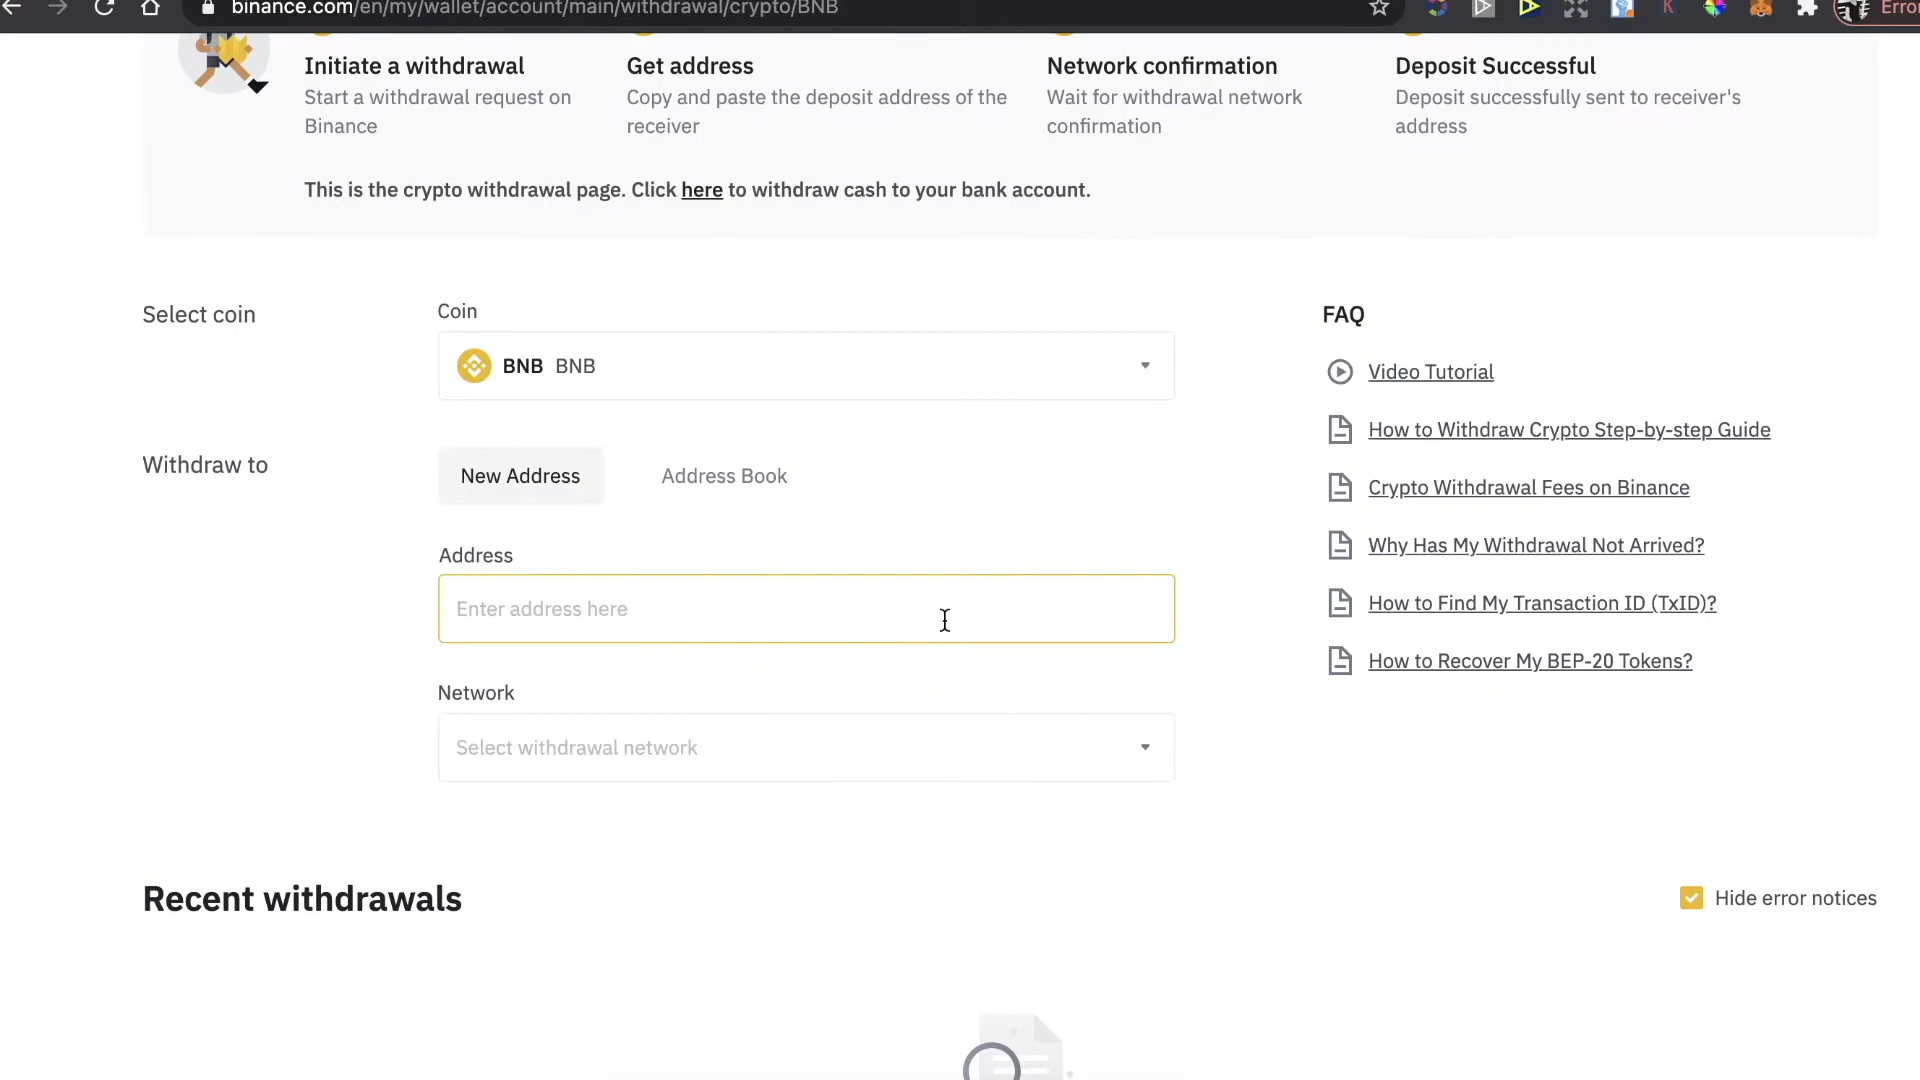 binance.com/en/my/wallet/account/main/withdrawal/crypto/BNB
Initiate a withdrawal
Start a withdrawal request on
Binance
Get address
Copy and paste the deposit address of the
receiver
Network confirmation
Wait for withdrawal network
confirmation
Deposit Successful
Deposit successfully sent to receiver's
address
This is the crypto withdrawal page. Click here to withdraw cash to your bank account.
Select coin
Coin
BNB BNB
Withdraw to
New Address
Address Book
Address
Enter address here
Network
Select withdrawal network
FAQ
Video Tutorial
How to Withdraw Crypto Step-by-step Guide
Crypto Withdrawal Fees on Binance
Why Has My Withdrawal Not Arrived?
How to Find My Transaction ID (TxID)?
How to Recover My BEP-20 Tokens?
Recent withdrawals
Hide error notices